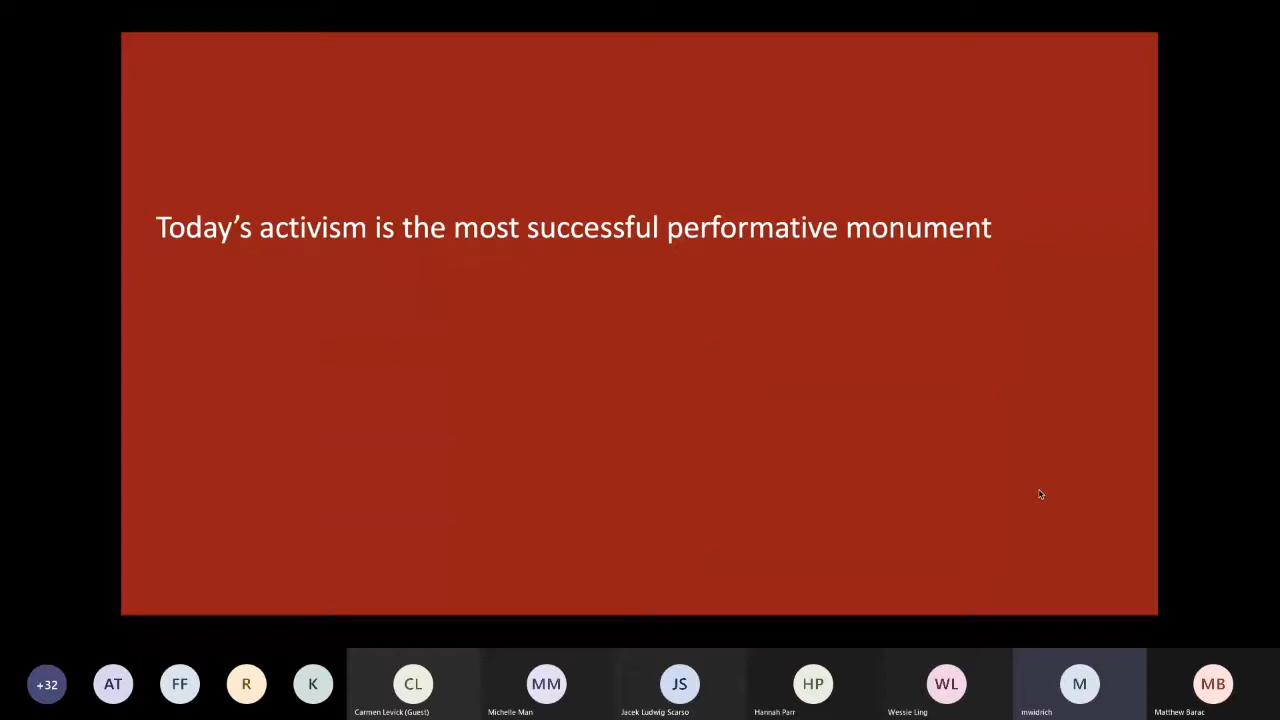 Today’s activism is the most successful performative monument
+32
AT
FF
R
K
CL
MM
JS
HP
WL
M
MB
Carmen Levick (Guest)
Michelle Man
Jacek Ludwig Scarso
Hannah Parr
Wessie Ling
mwidrich
Matthew Barac